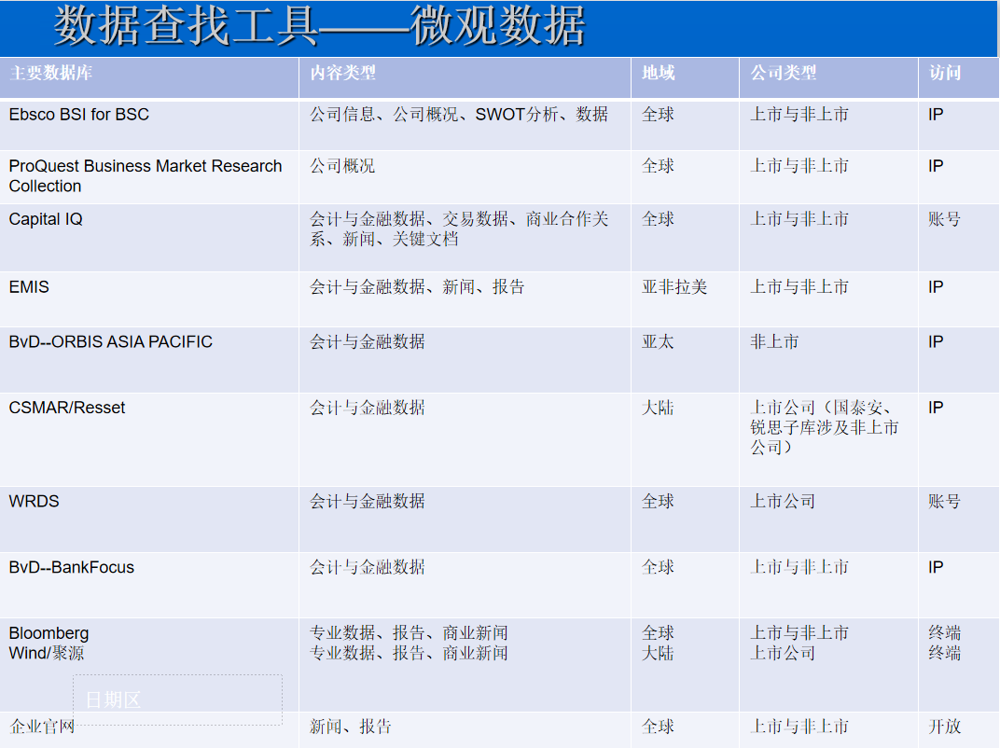 数据查找工具——微观数据
主要数据库 内容类型 地域 公司类型 访问
Ebsco BSI for BSC 公司信息、公司概况、SWOT分析、数据 全球 上市与非上市 IP
ProQuest Business Market Research 公司概况 全球 上市与非上市 IP
Collection
Capital IQ 会计与金融数据、交易数据、商业合作关 全球 上市与非上市 账号
系、新闻、关键文档
EMIS 会计与金融数据、新闻、报告 亚非拉美 上市与非上市 IP
BvD--ORBIS ASIA PACIFIC 会计与金融数据 亚太 非上市 IP
CSMAR/Resset 会计与金融数据 大陆 上市公司（国泰安、 IP
锐思子库涉及非上市
公司）
WRDS 会计与金融数据 全球 上市公司 账号
BvD--BankFocus 会计与金融数据 全球 上市与非上市 IP
Bloomberg 专业数据、报告、商业新闻 全球 上市与非上市 终端
Wind/聚源 专业数据、报告、商业新闻 大陆 上市公司 终端
日期区
企业官网 新闻、报告 全球 上市与非上市 开放